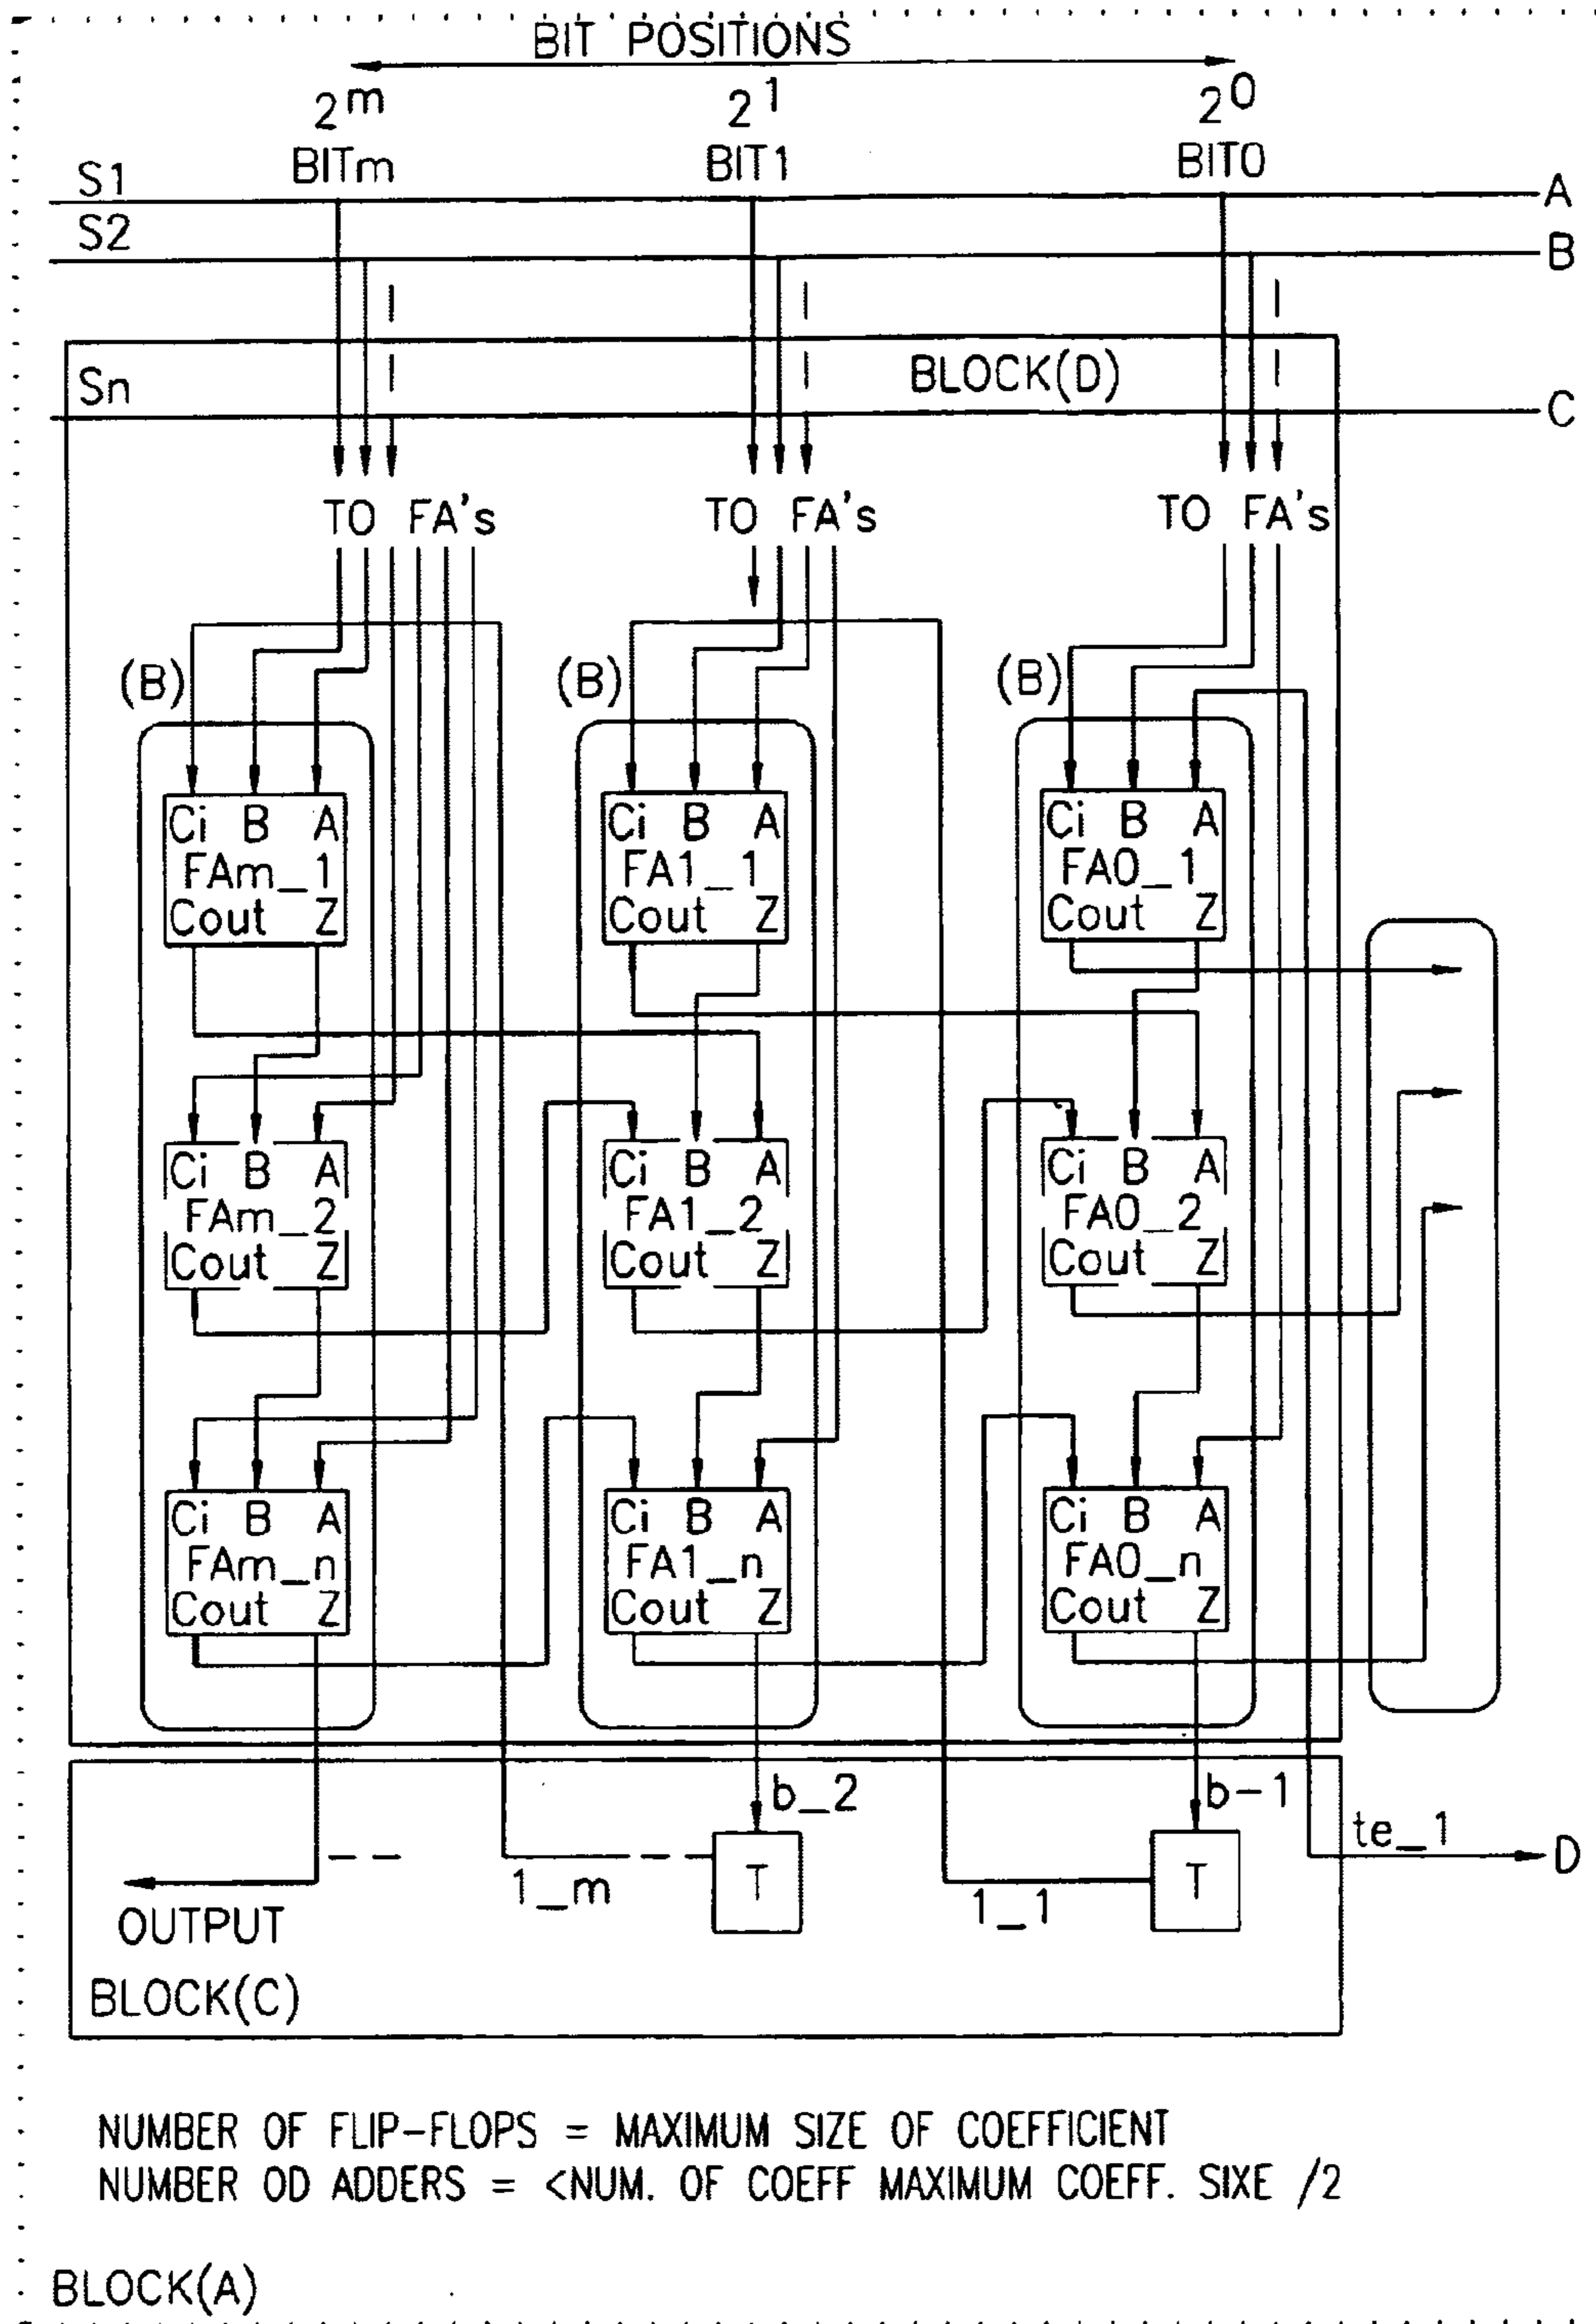 BIT POSITIONS
2^m 2^1 2^0
BITm BIT1 BIT0
S1 A
S2 B
BLOCK(D)
Sn C
TO FA's TO FA's TO FA's
(B) (B) (B)
Ci B A Ci B A Ci B A
FAm_1 FA1_1 FA0_1
Cout Z Cout Z Cout Z
Ci B A Ci B A Ci B A
FAm_2 FA1_2 FA0_2
Cout Z Cout Z Cout Z
Ci B A Ci B A Ci B A
FAm_n FA1_n FA0_n
Cout Z Cout Z Cout Z
b_2 b-1
te_1 D
T T
1_m 1_1
OUTPUT
BLOCK(C)
NUMBER OF FLIP-FLOPS = MAXIMUM SIZE OF COEFFICIENT
NUMBER OD ADDERS = <NUM. OF COEFF MAXIMUM COEFF. SIXE /2
BLOCK(A)